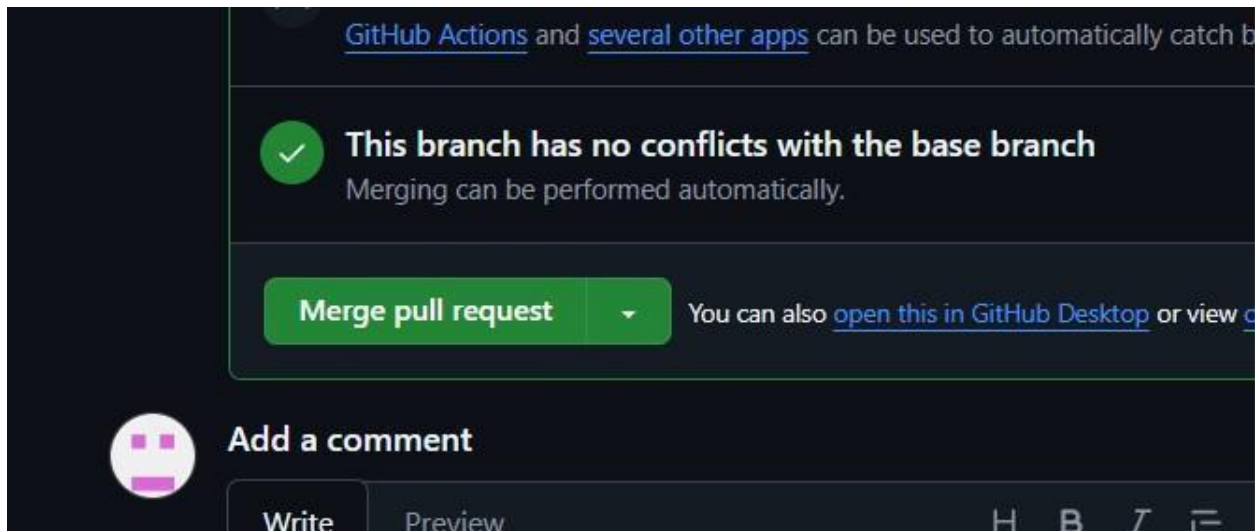 GitHub Actions and several other apps can be used to automatically catch b
This branch has no conflicts with the base branch
Merging can be performed automatically.
Merge pull request
You can also open this in GitHub Desktop or view
Add a comment
Write Preview H B I